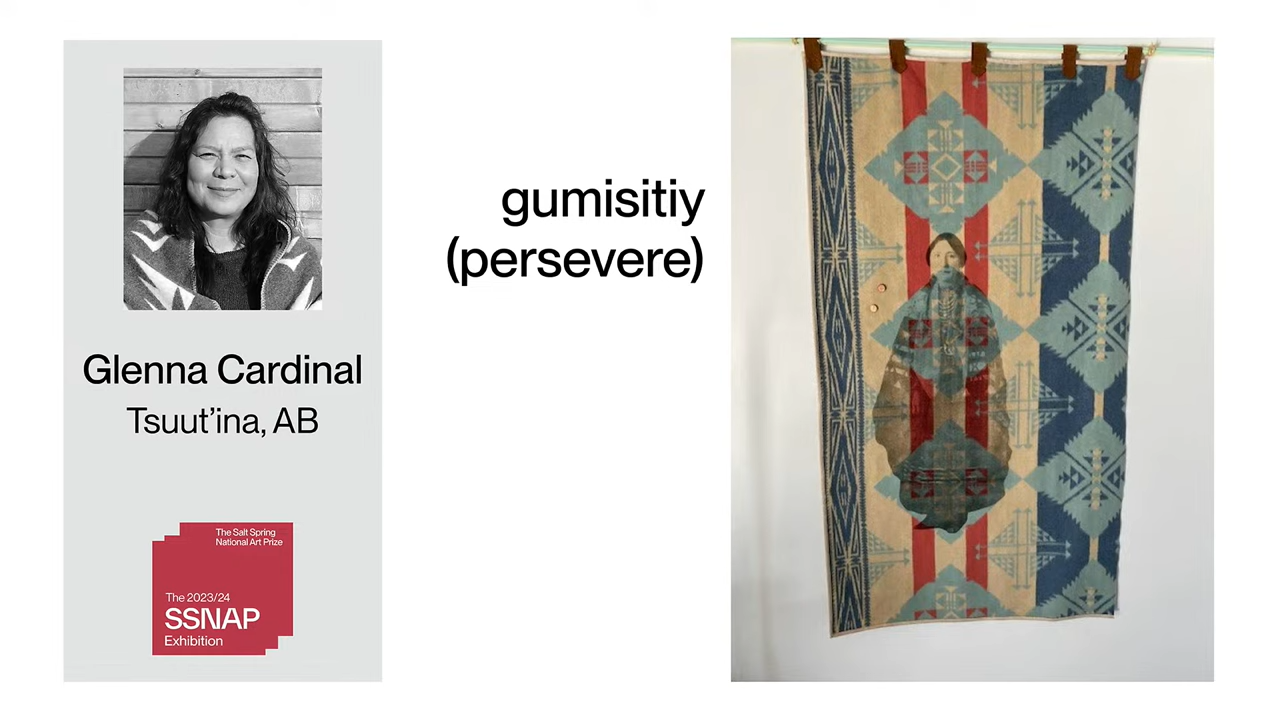 Glenna Cardinal
Tsuut’ina, AB
The Salt Spring
National Art Prize
The 2023/24
SSNAP
Exhibition
gumisitiy
(persevere)